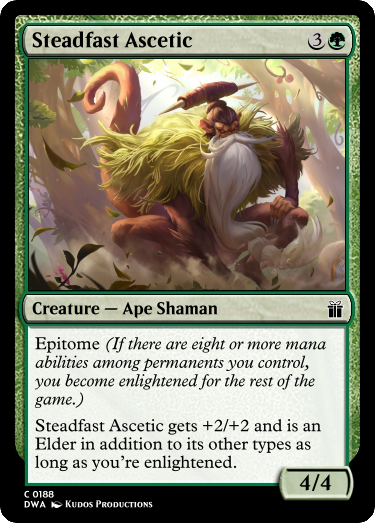 Steadfast Ascetic 3
Creature — Ape Shaman
Epitome (If there are eight or more mana
abilities among permanents you control,
you become enlightened for the rest of the
game.)
Steadfast Ascetic gets +2/+2 and is an
Elder in addition to its other types as
long as you're enlightened.
4/4
C 0188
DWA Kudos Productions